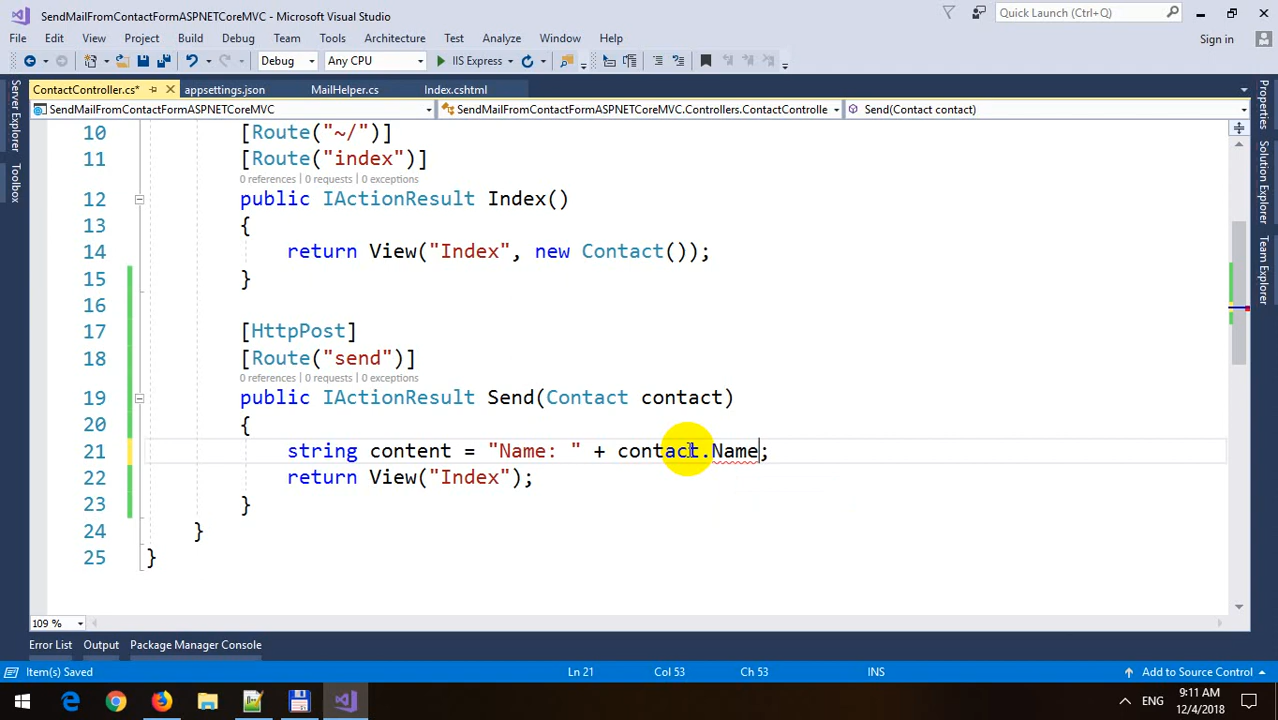 SendMailFromContactFormASPNETCoreMVC - Microsoft Visual Studio
Quick Launch (Ctrl+Q)
File Edit View Project Build Debug Team Tools Architecture Test Analyze Window Help
Sign in
Debug Any CPU IIS Express
ContactController.cs* appsettings.json MailHelper.cs Index.cshtml
SendMailFromContactFormASPNETCoreMVC SendMailFromContactFormASPNETCoreMVC.Controllers.ContactControlle Send(Contact contact)
Server Explorer
Toolbox
Properties
Solution Explorer
Team Explorer
10 [Route("~/")]
11 [Route("index")]
0 references | 0 requests | 0 exceptions
12 public IActionResult Index()
13 {
14 return View("Index", new Contact());
15 }
16
17 [HttpPost]
18 [Route("send")]
0 references | 0 requests | 0 exceptions
19 public IActionResult Send(Contact contact)
20 {
21 string content = "Name: " + contact.Name;
22 return View("Index");
23 }
24 }
25 }
109 %
Error List Output Package Manager Console
Item(s) Saved Ln 21 Col 53 Ch 53 INS Add to Source Control
ENG
9:11 AM
12/4/2018